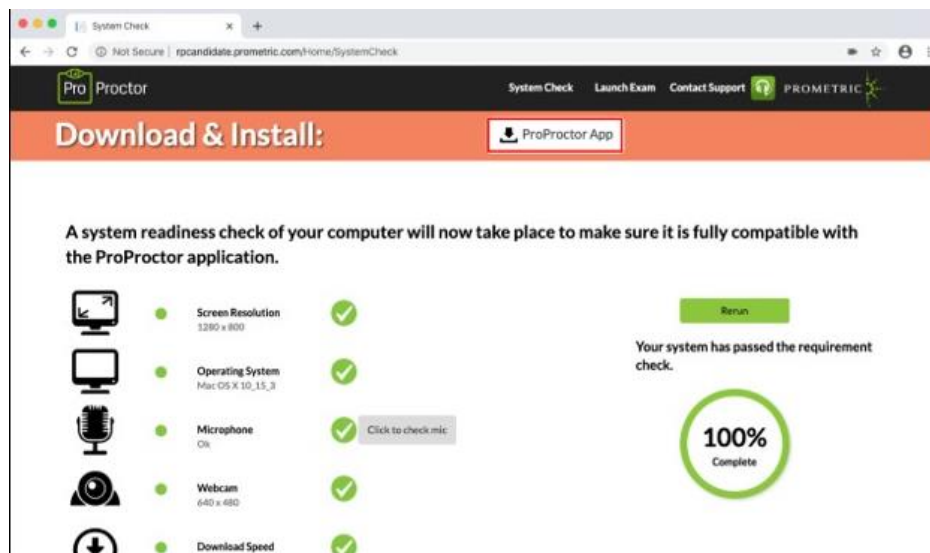 System Check
Not Secure | rpcandidate.prometric.com/Home/SystemCheck
Pro Proctor
System Check Launch Exam Contact Support PROMETRIC
Download & Install: ProProctor App
A system readiness check of your computer will now take place to make sure it is fully compatible with
the ProProctor application.
Screen Resolution
1280 x 800
Rerun
Your system has passed the requirement
check.
Operating System
Mac OS X 10_15_3
Microphone
Ok
Click to check mic
100%
Complete
Webcam
640 x 480
Download Speed